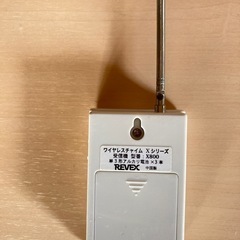 ワイヤレスチャイム Xシリーズ
受信機 型番：X800
※単3形アルカリ電池×3本
REVEX 中国製